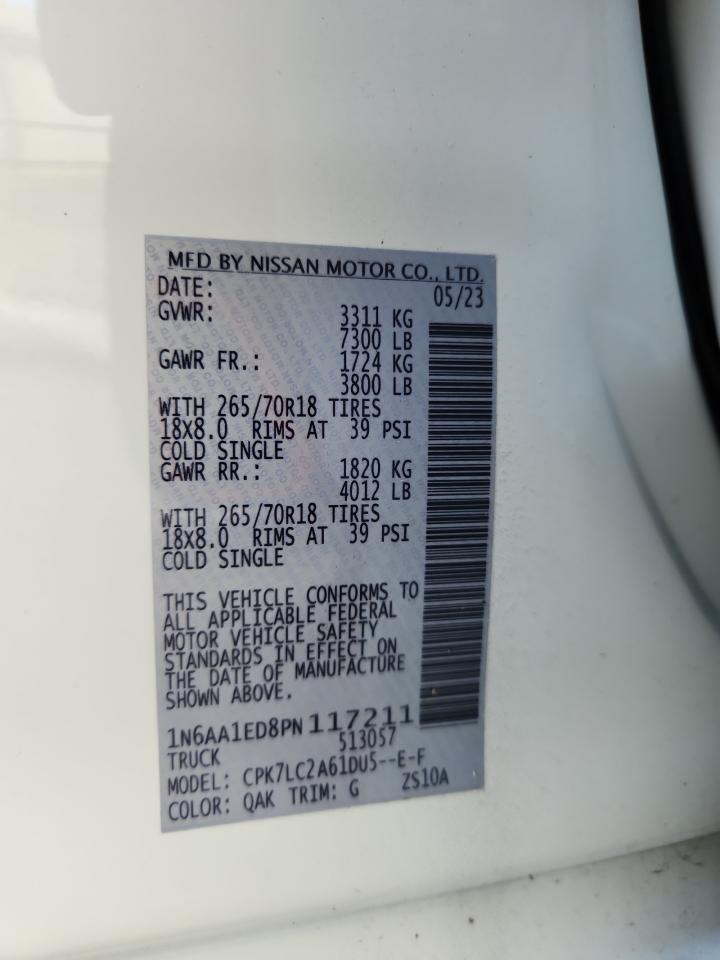 MFD BY NISSAN MOTOR CO., LTD.
DATE: 05/23
GVWR: 3311 KG
7300 LB
GAWR FR.: 1724 KG
3800 LB
WITH 265/70R18 TIRES
18X8.0 RIMS AT 39 PSI
COLD SINGLE
GAWR RR.: 1820 KG
4012 LB
WITH 265/70R18 TIRES
18X8.0 RIMS AT 39 PSI
COLD SINGLE
THIS VEHICLE CONFORMS TO
ALL APPLICABLE FEDERAL
MOTOR VEHICLE SAFETY
STANDARDS IN EFFECT ON
THE DATE OF MANUFACTURE
SHOWN ABOVE.
1N6AA1ED8PN 117211
TRUCK 513057
MODEL: CPK7LC2A61DU5--E-F
COLOR: QAK TRIM: G ZS10A